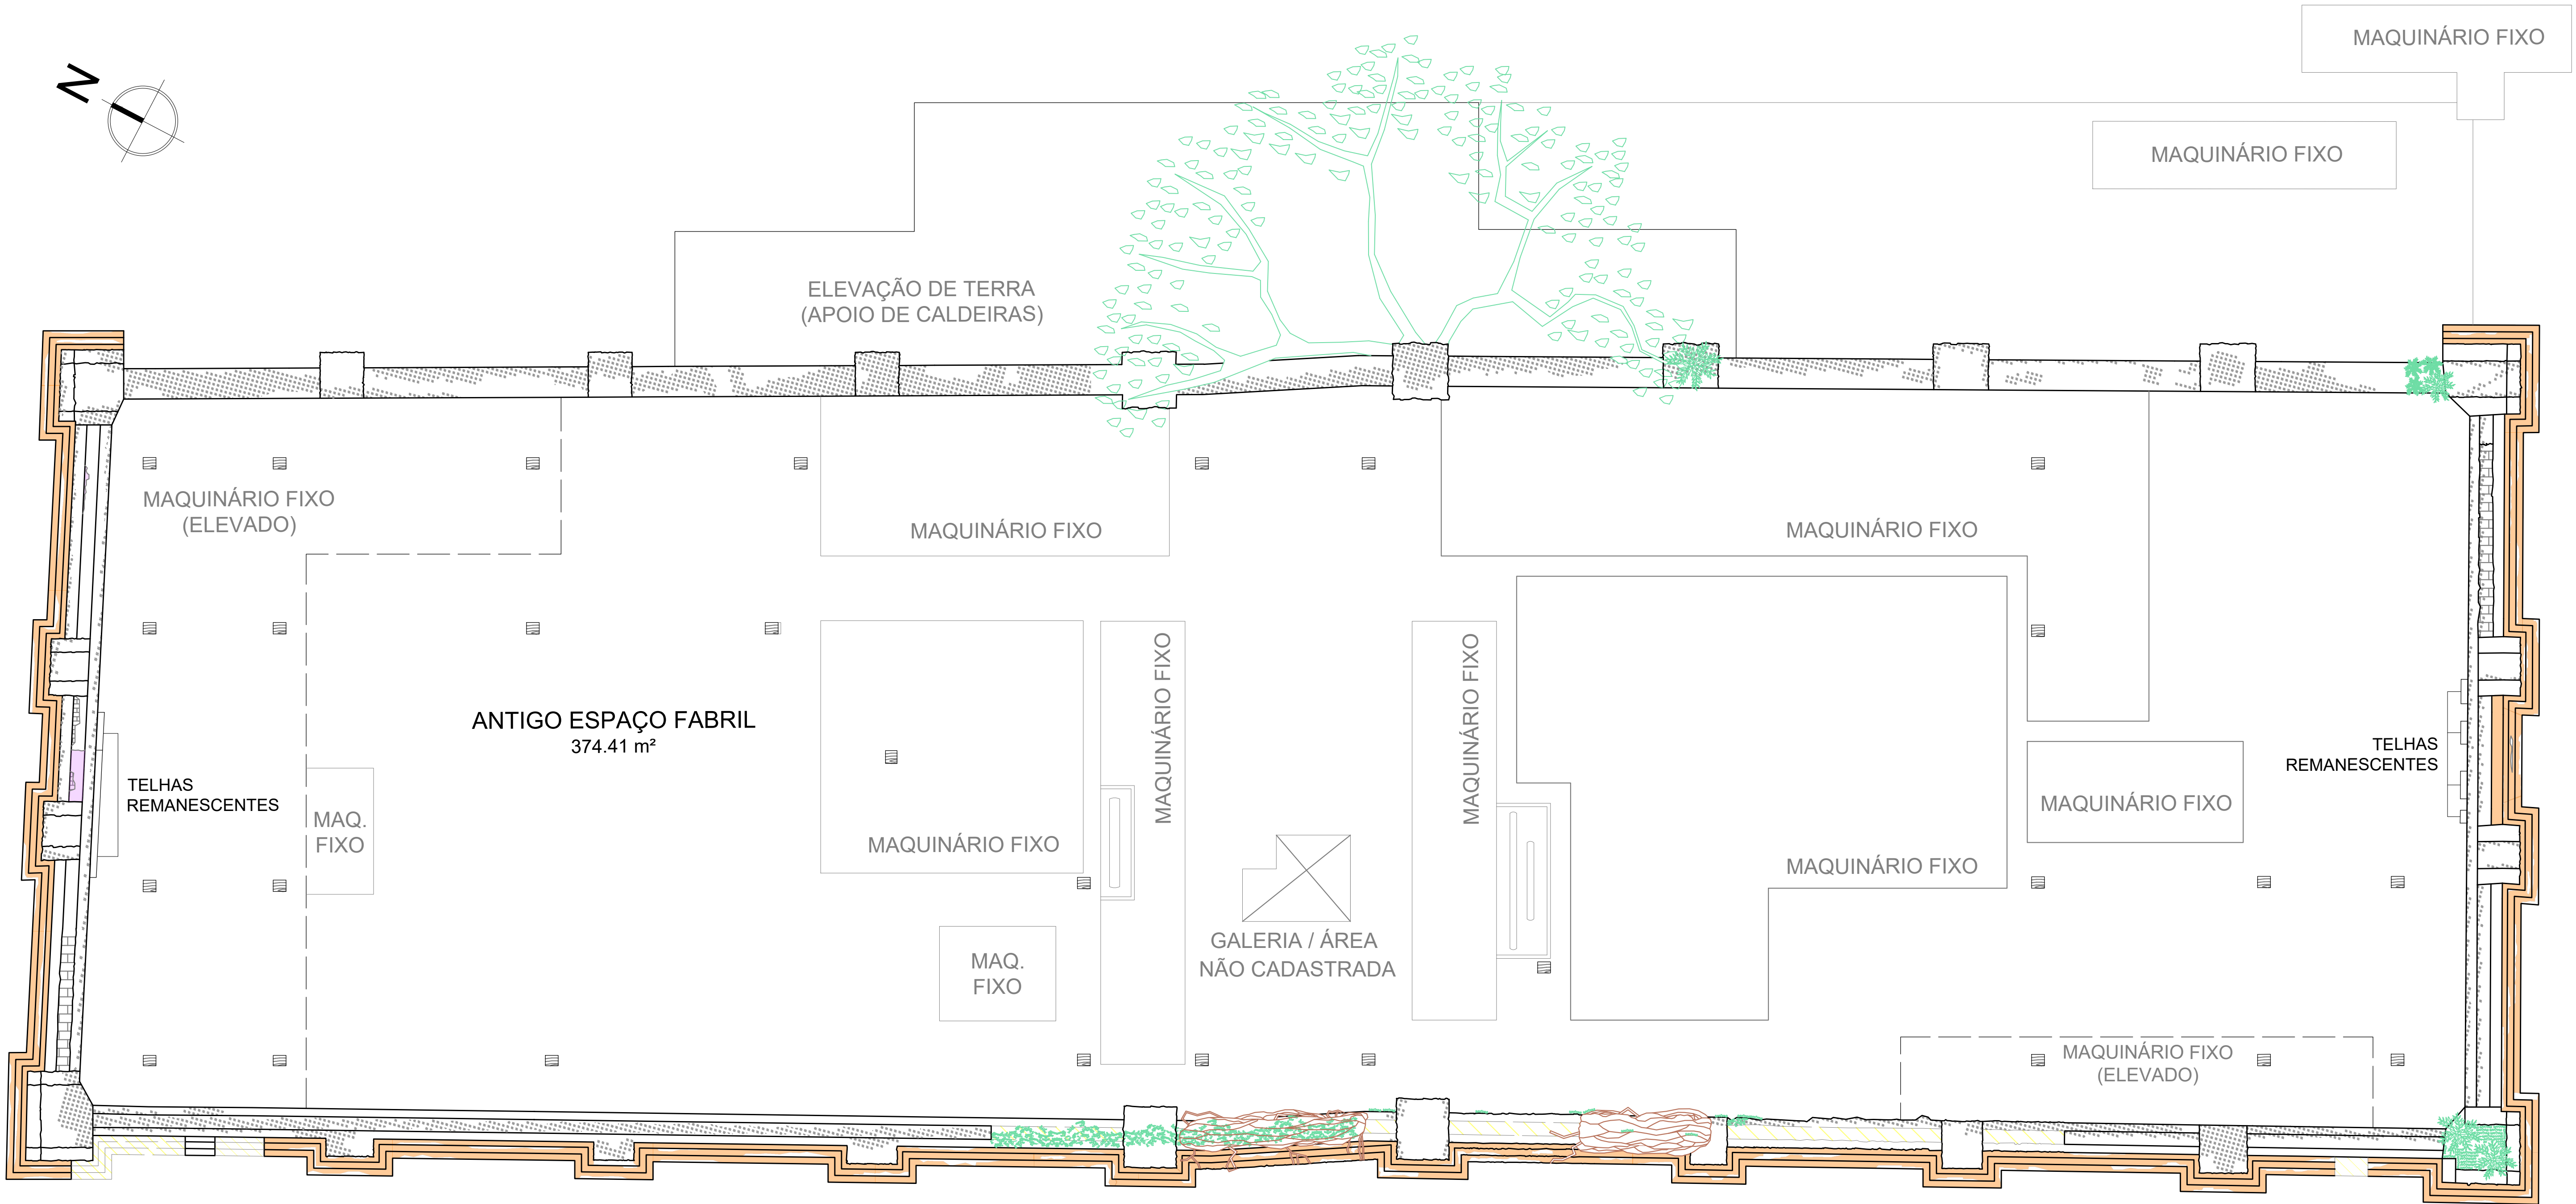 MAQUINÁRIO FIXO
N
MAQUINÁRIO FIXO
ELEVAÇÃO DE TERRA
(APOIO DE CALDEIRAS)
MAQUINÁRIO FIXO
(ELEVADO)
MAQUINÁRIO FIXO
MAQUINÁRIO FIXO
MAQUINÁRIO FIXO
MAQUINÁRIO FIXO
ANTIGO ESPAÇO FABRIL
374.41 m²
TELHAS
REMANESCENTES
TELHAS
REMANESCENTES
MAQ.
FIXO
MAQUINÁRIO FIXO
MAQUINÁRIO FIXO
MAQUINÁRIO FIXO
GALERIA / ÁREA
NÃO CADASTRADA
MAQ.
FIXO
MAQUINÁRIO FIXO
(ELEVADO)